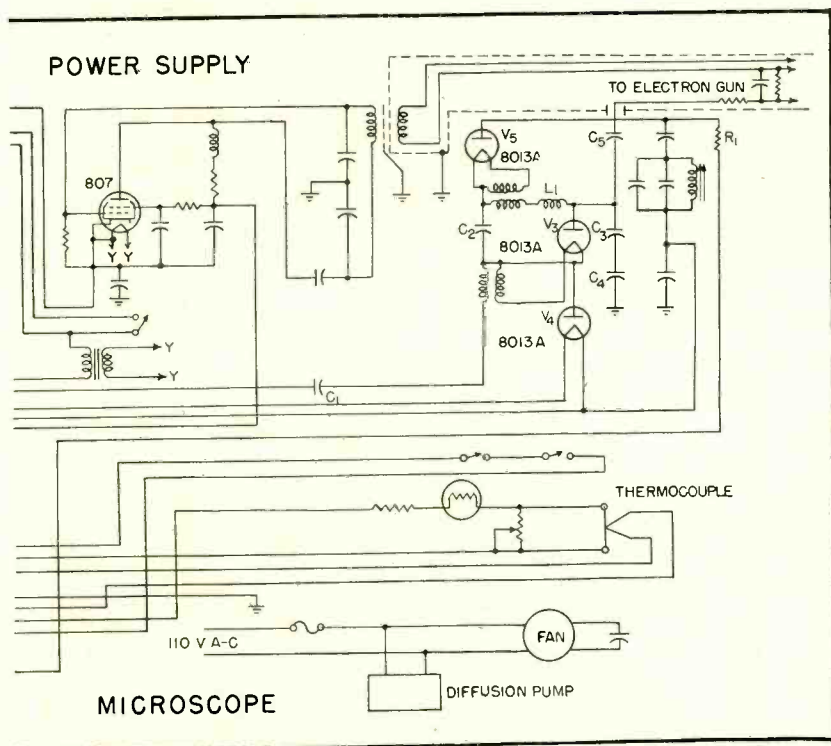 POWER SUPPLY
TO ELECTRON GUN
V5
8013A
C5
R1
807
L1
C2
V3
C3
8013A
Y Y
C4
V4
8013A
Y
Y
C1
THERMOCOUPLE
110 V A-C
FAN
DIFFUSION PUMP
MICROSCOPE